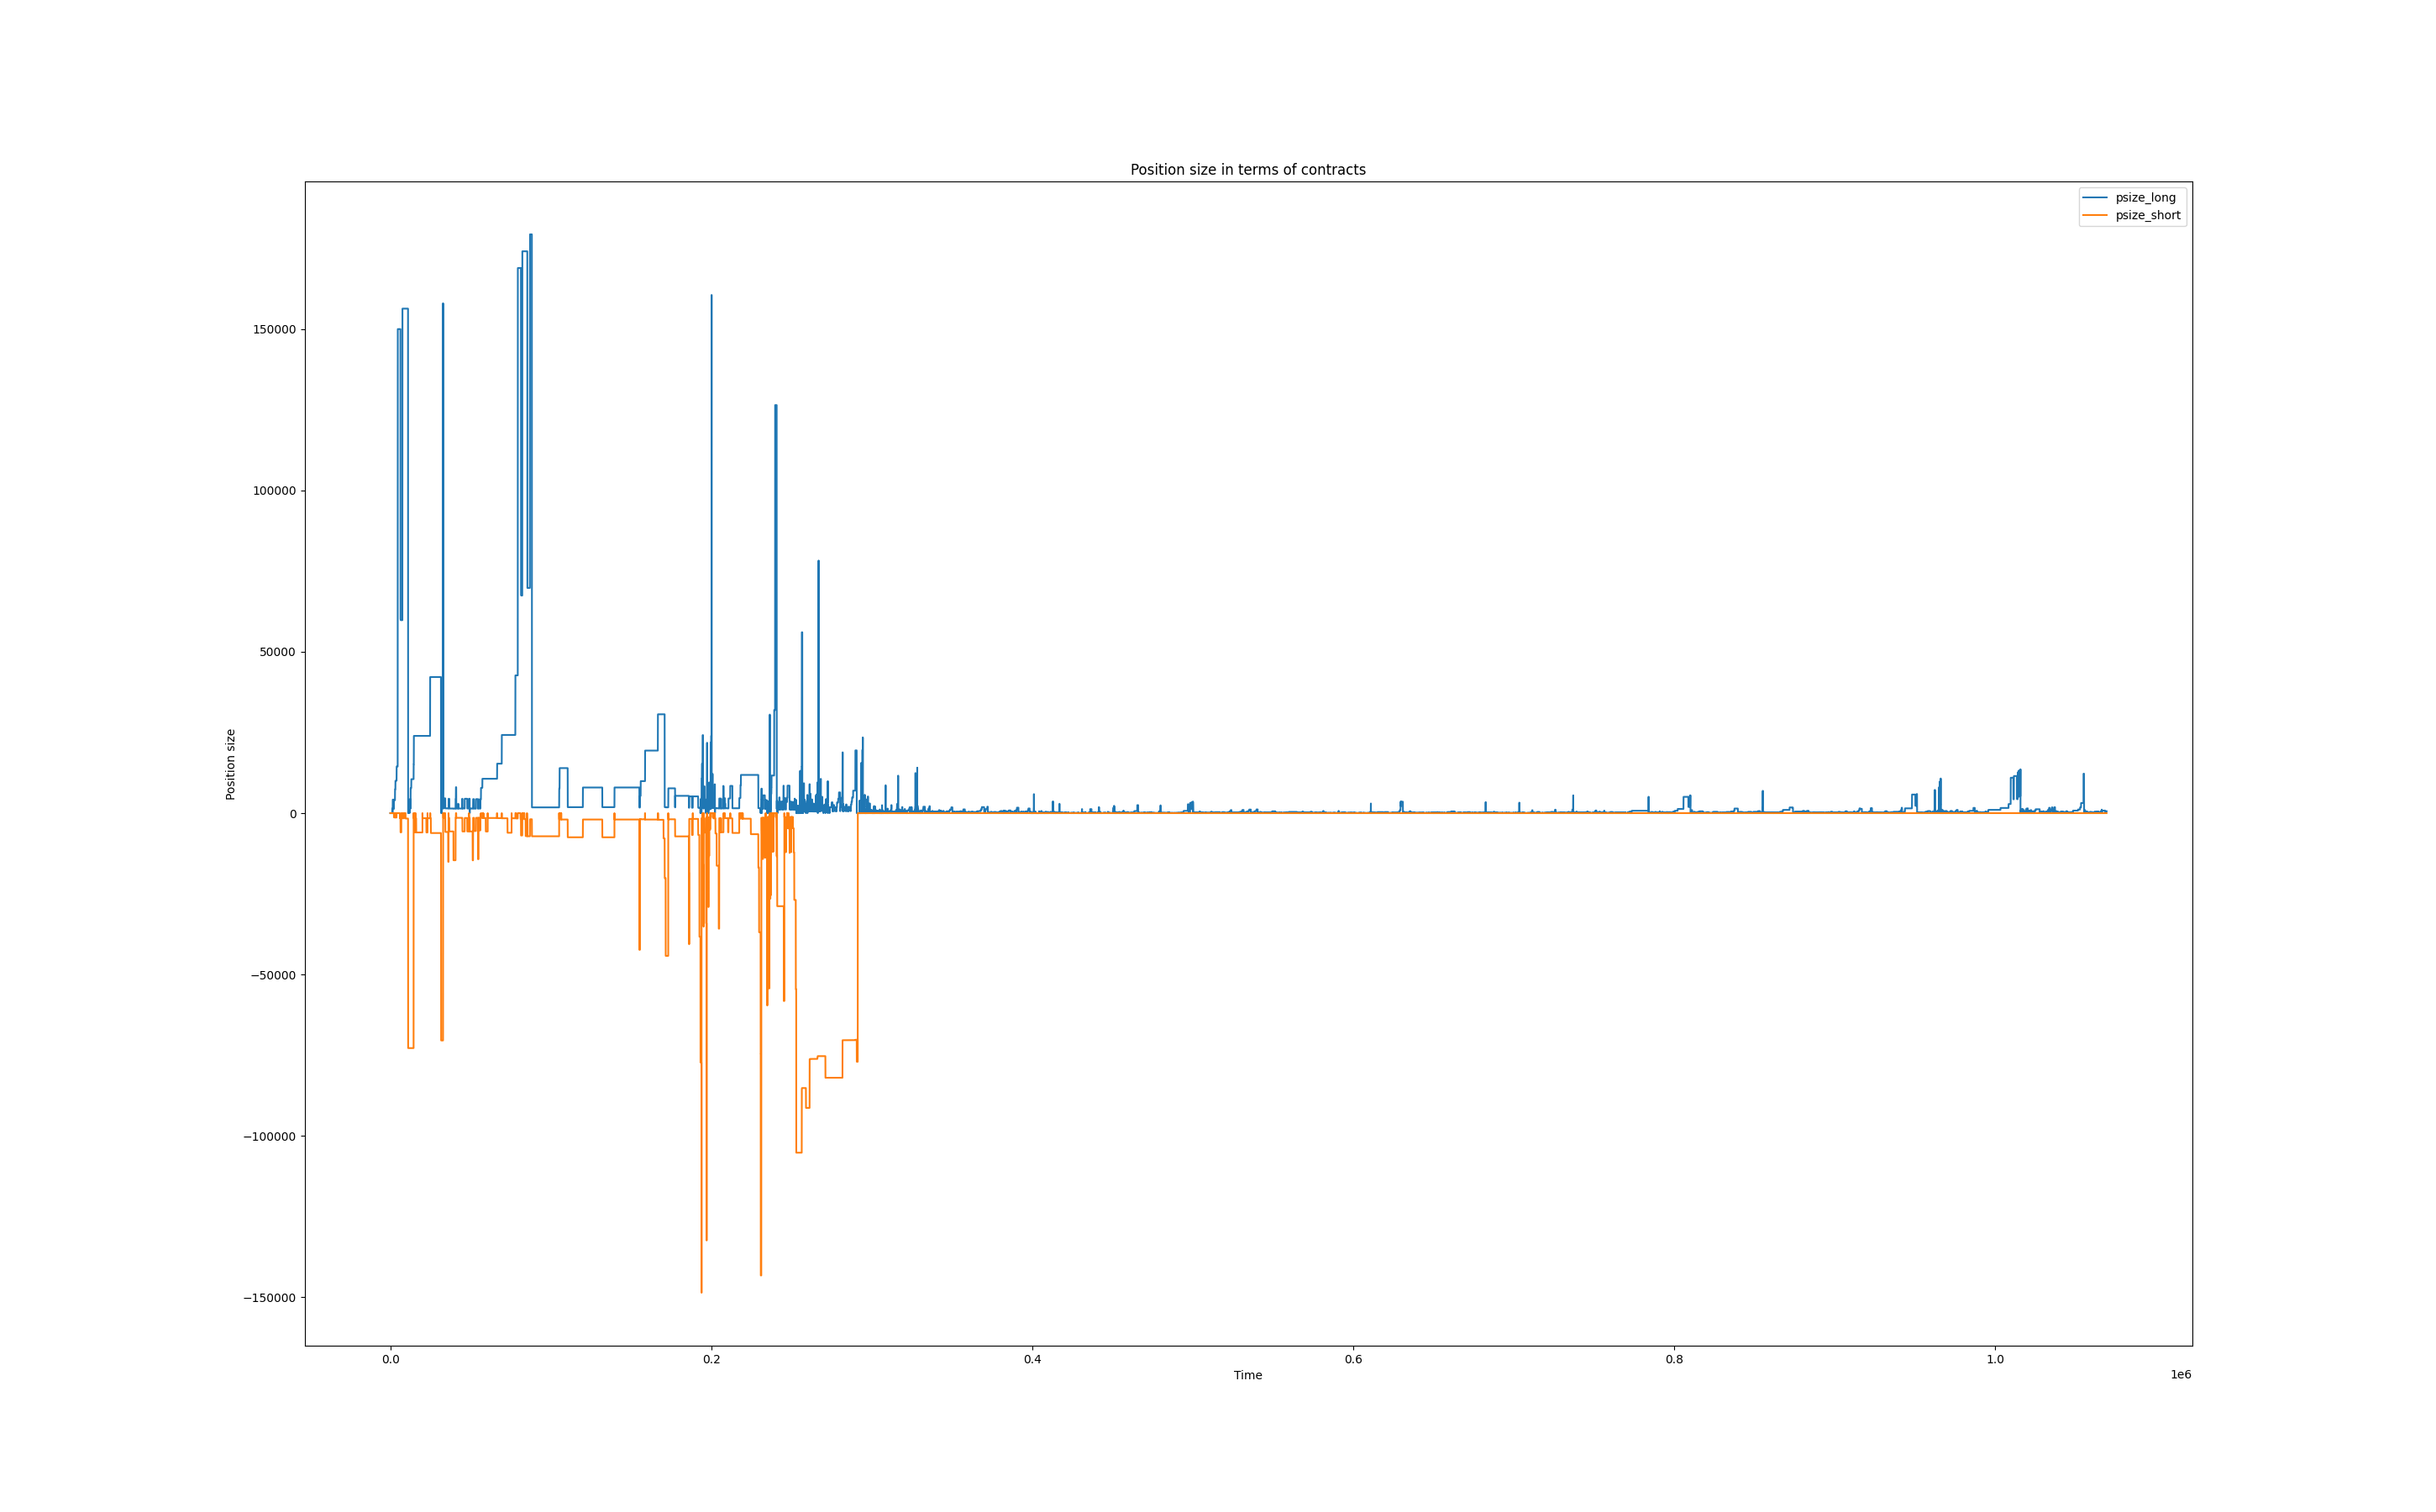 Position size in terms of contracts
psize_long
psize_short
Position size
150000
100000
50000
0
−50000
−100000
−150000
0.0
0.2
0.4
0.6
0.8
1.0
1e6
Time